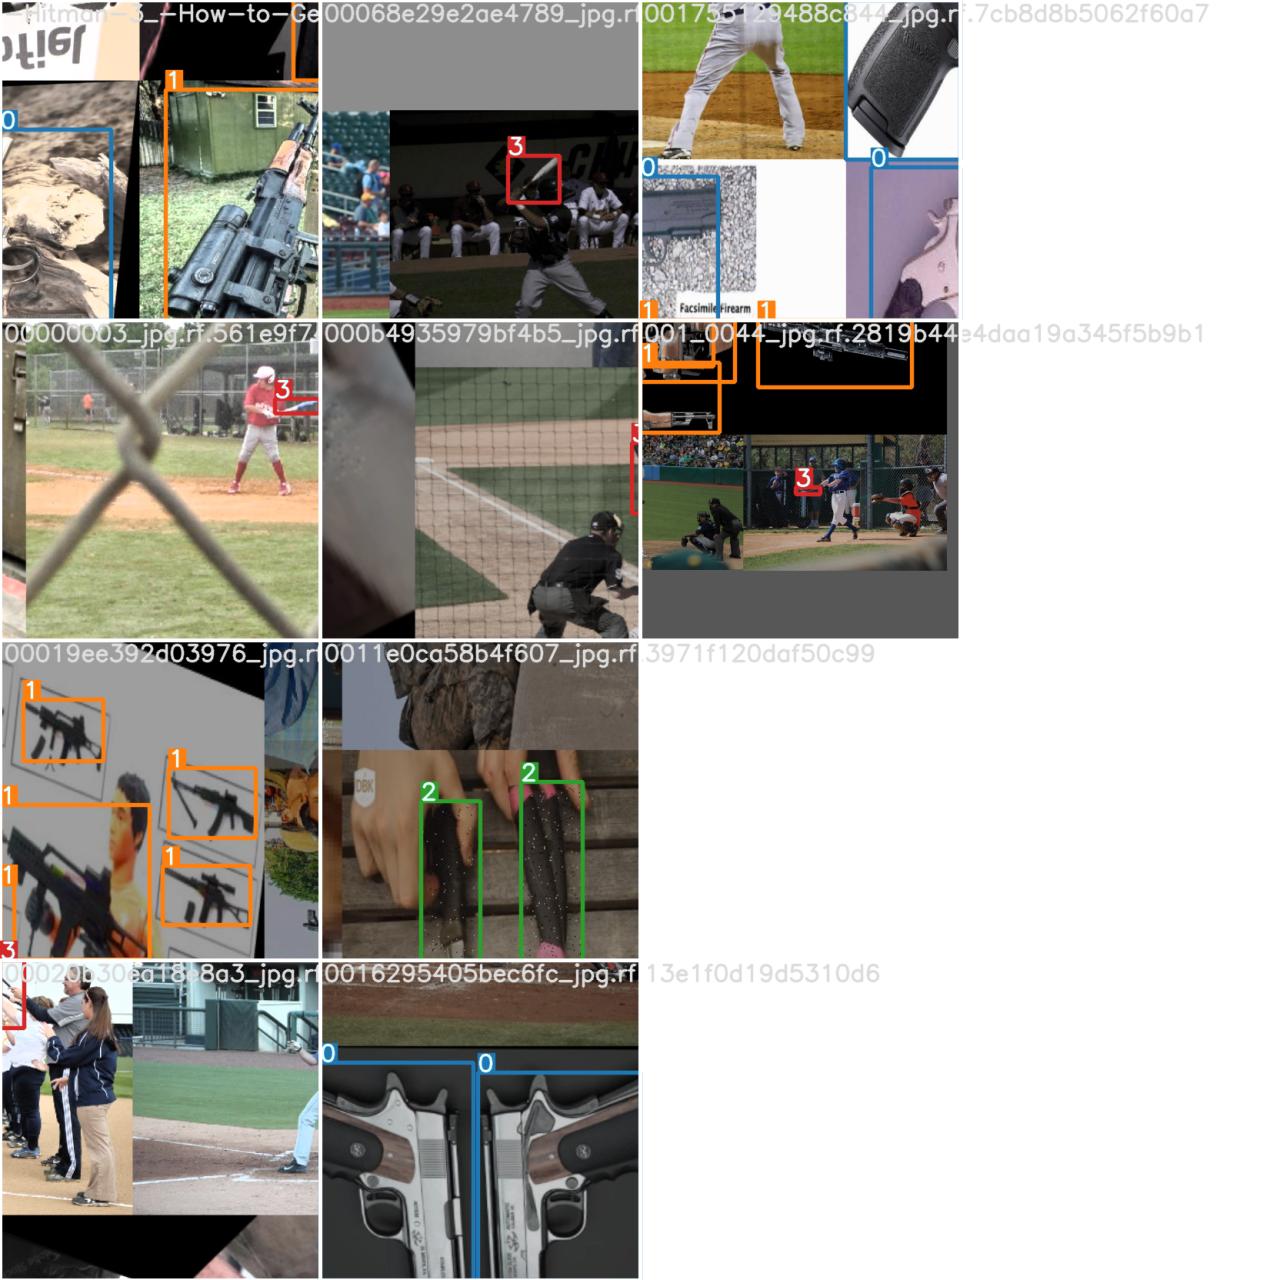 -Hitman-3_-How-to-Ge
00068e29e2ae4789_jpg.rf
001755129488c844_jpg.rf.7cb8d8b5062f60a7
1
0
3
0
0
Facsimile Firearm
1
1
00000003_jpg.rf.561e9f7
000b4935979bf4b5_jpg.rf
001_0044_jpg.rf.2819b44e4daa19a345f5b9b1
3
1
3
00019ee392d03976_jpg.rf
0011e0ca58b4f607_jpg.rf.3971f120daf50c99
1
1
1
1
1
3
DBK
2
2
00020b30ea18e8a3_jpg.rf
0016295405bec6fc_jpg.rf.13e1f0d19d5310d6
0
0